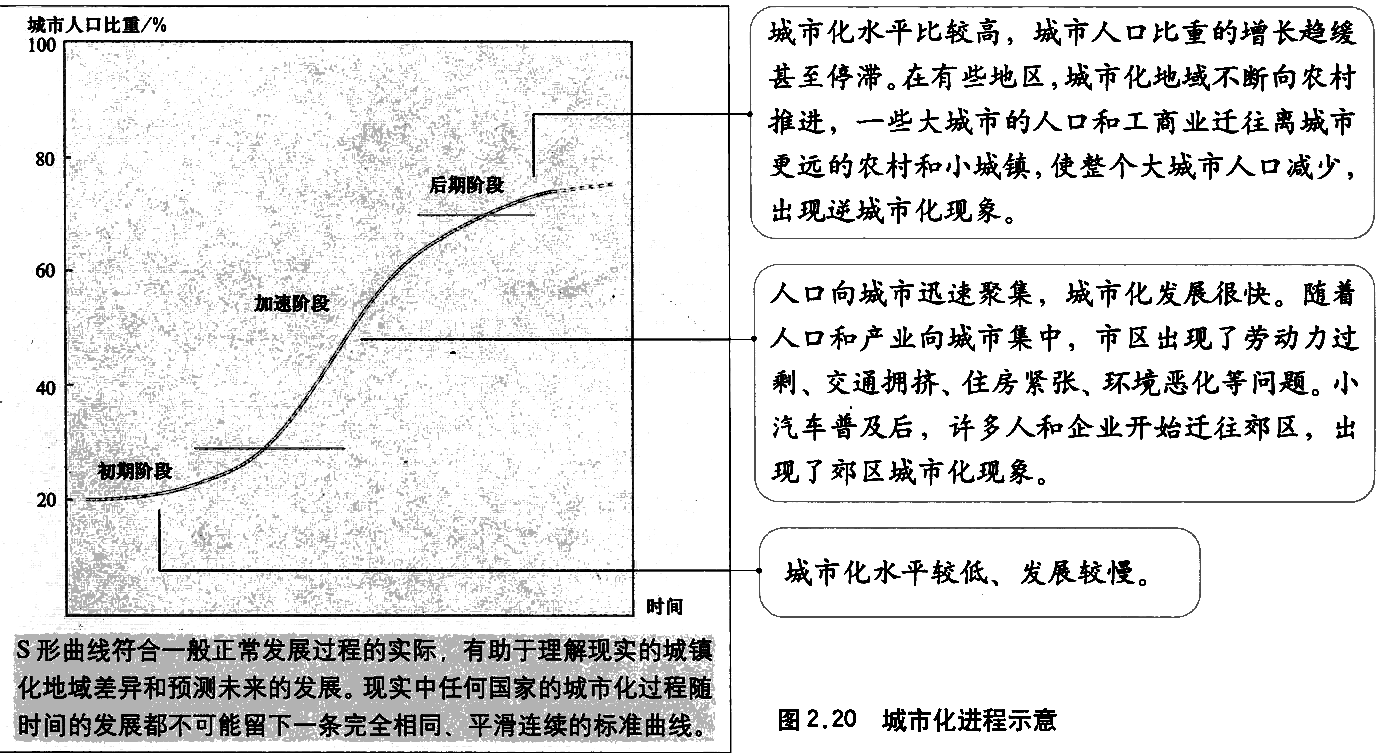 城市人口比重/%
100
80
60
40
20
后期阶段
加速阶段
初期阶段
时间
城市化水平比较高，城市人口比重的增长趋缓
甚至停滞。在有些地区，城市化地域不断向农村
推进，一些大城市的人口和工商业迁往离城市
更远的农村和小城镇，使整个大城市人口减少，
出现逆城市化现象。
人口向城市迅速聚集，城市化发展很快。随着
人口和产业向城市集中，市区出现了劳动力过
剩、交通拥挤、住房紧张、环境恶化等问题。小
汽车普及后，许多人和企业开始迁往郊区，出
现了郊区城市化现象。
城市化水平较低、发展较慢。
S形曲线符合一般正常发展过程的实际，有助于理解现实的城镇
化地域差异和预测未来的发展。现实中任何国家的城市化过程随
时间的发展都不可能留下一条完全相同、平滑连续的标准曲线。
图2.20 城市化进程示意